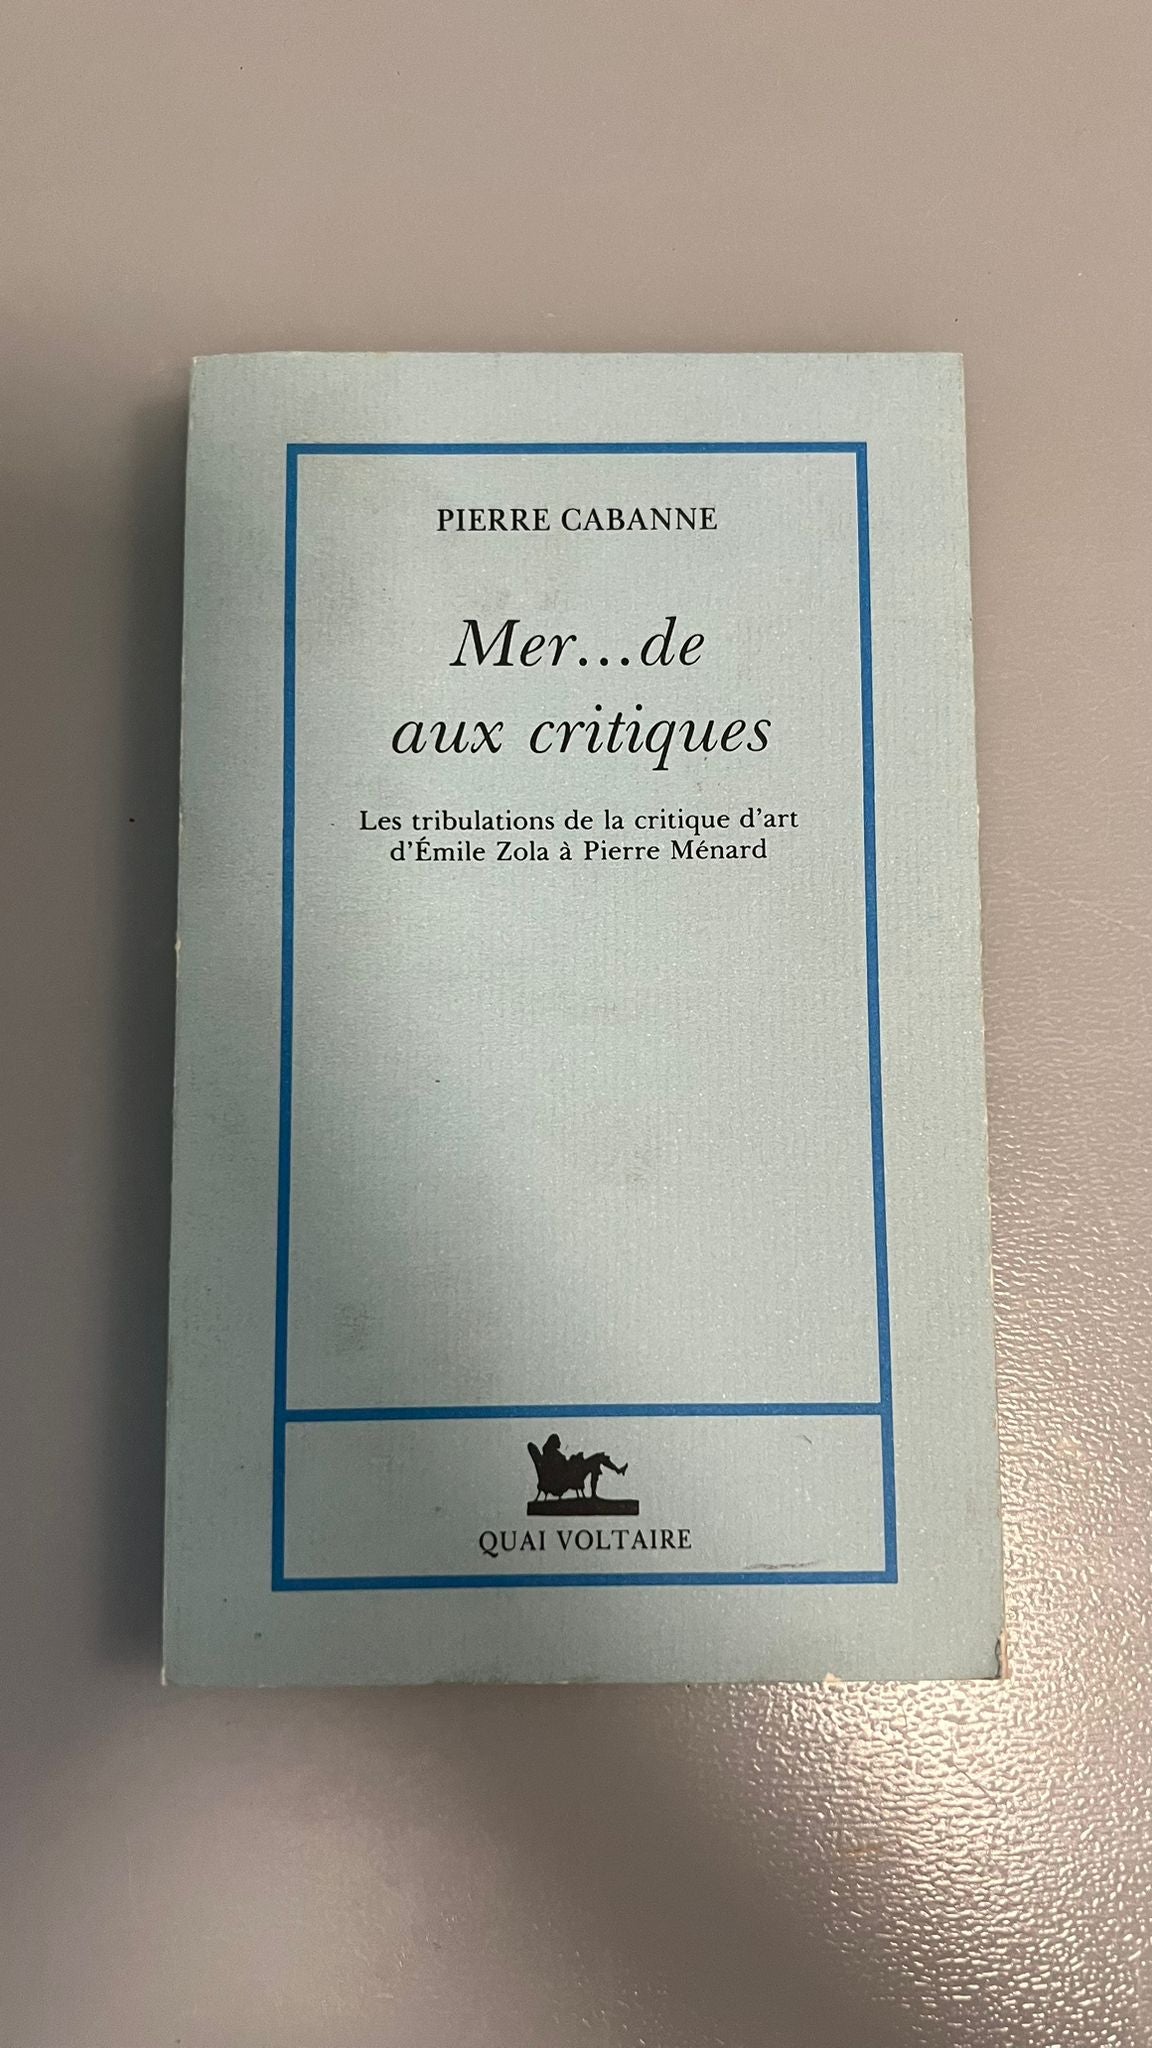 PIERRE CABANNE
Mer...de
aux critiques
Les tribulations de la critique d'art
d'Émile Zola à Pierre Ménard
QUAI VOLTAIRE